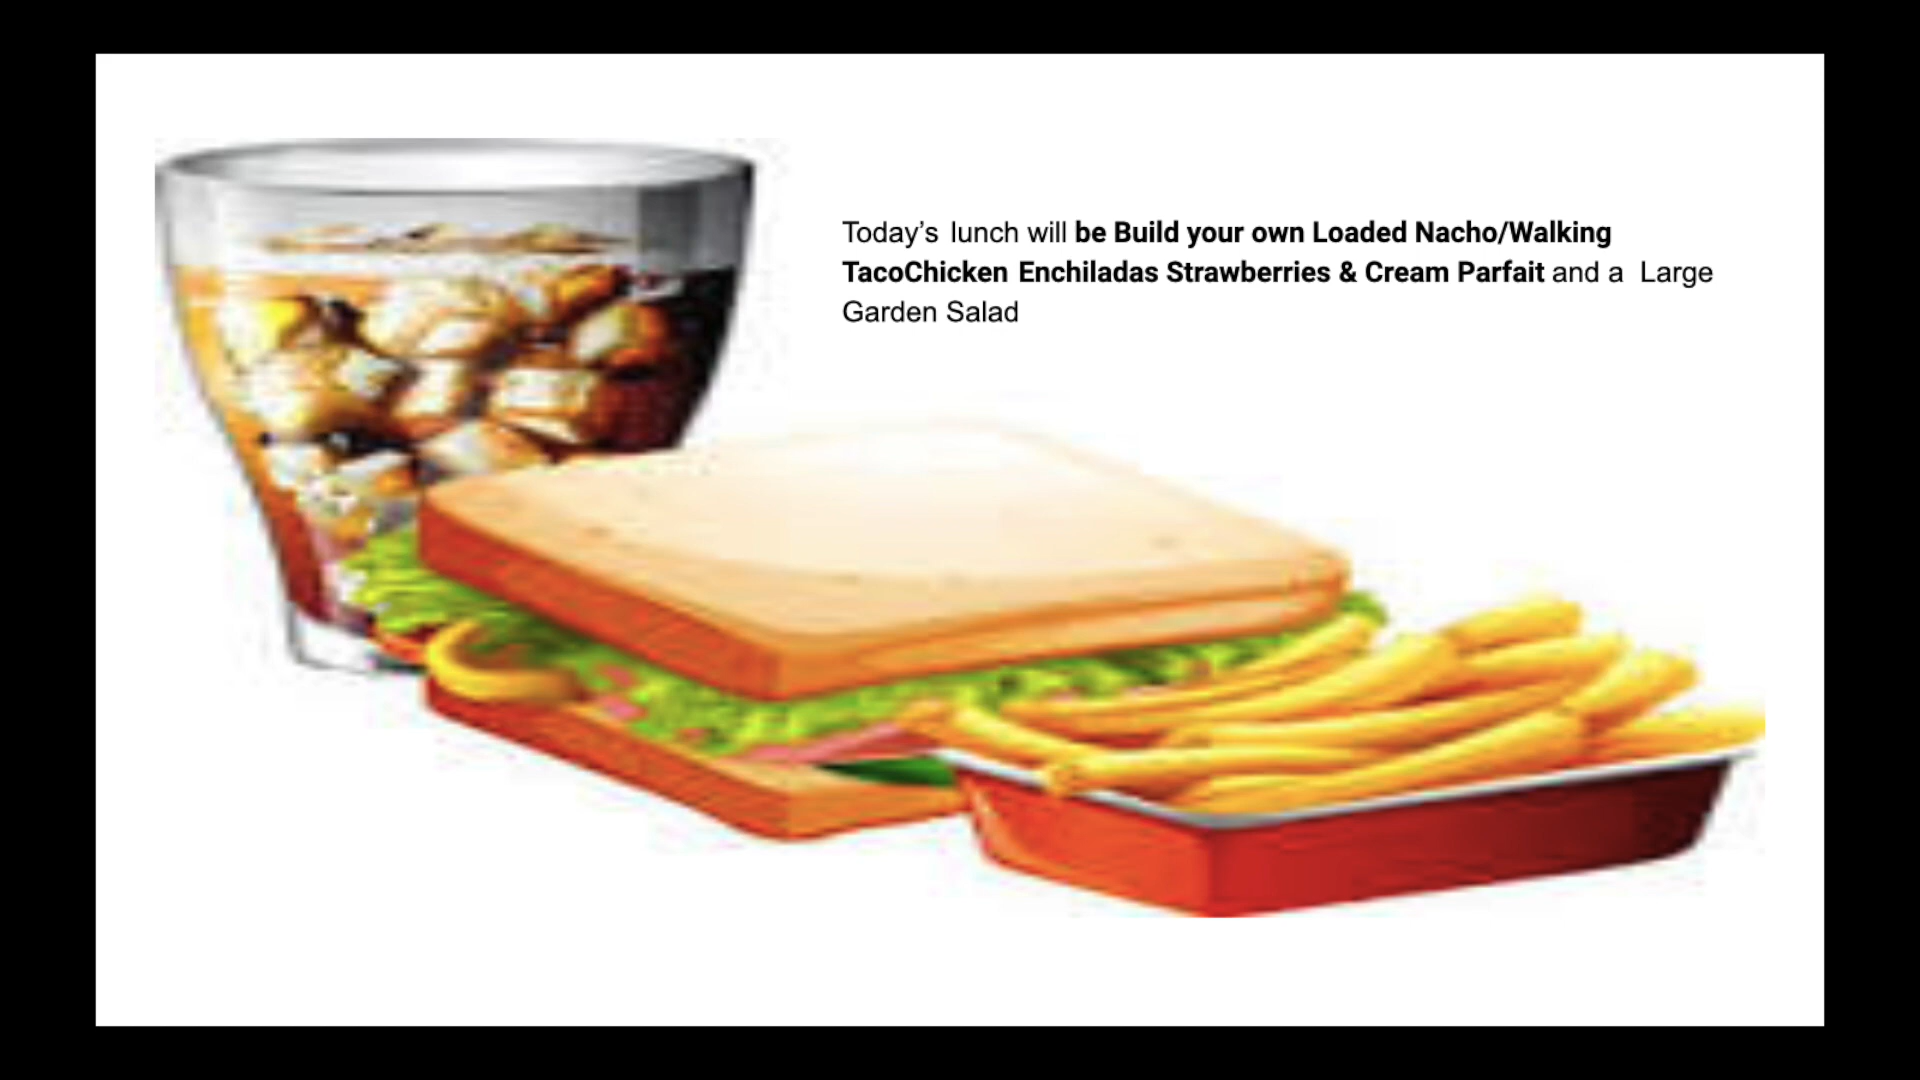 Today’s lunch will be Build your own Loaded Nacho/Walking
TacoChicken Enchiladas Strawberries & Cream Parfait and a Large
Garden Salad